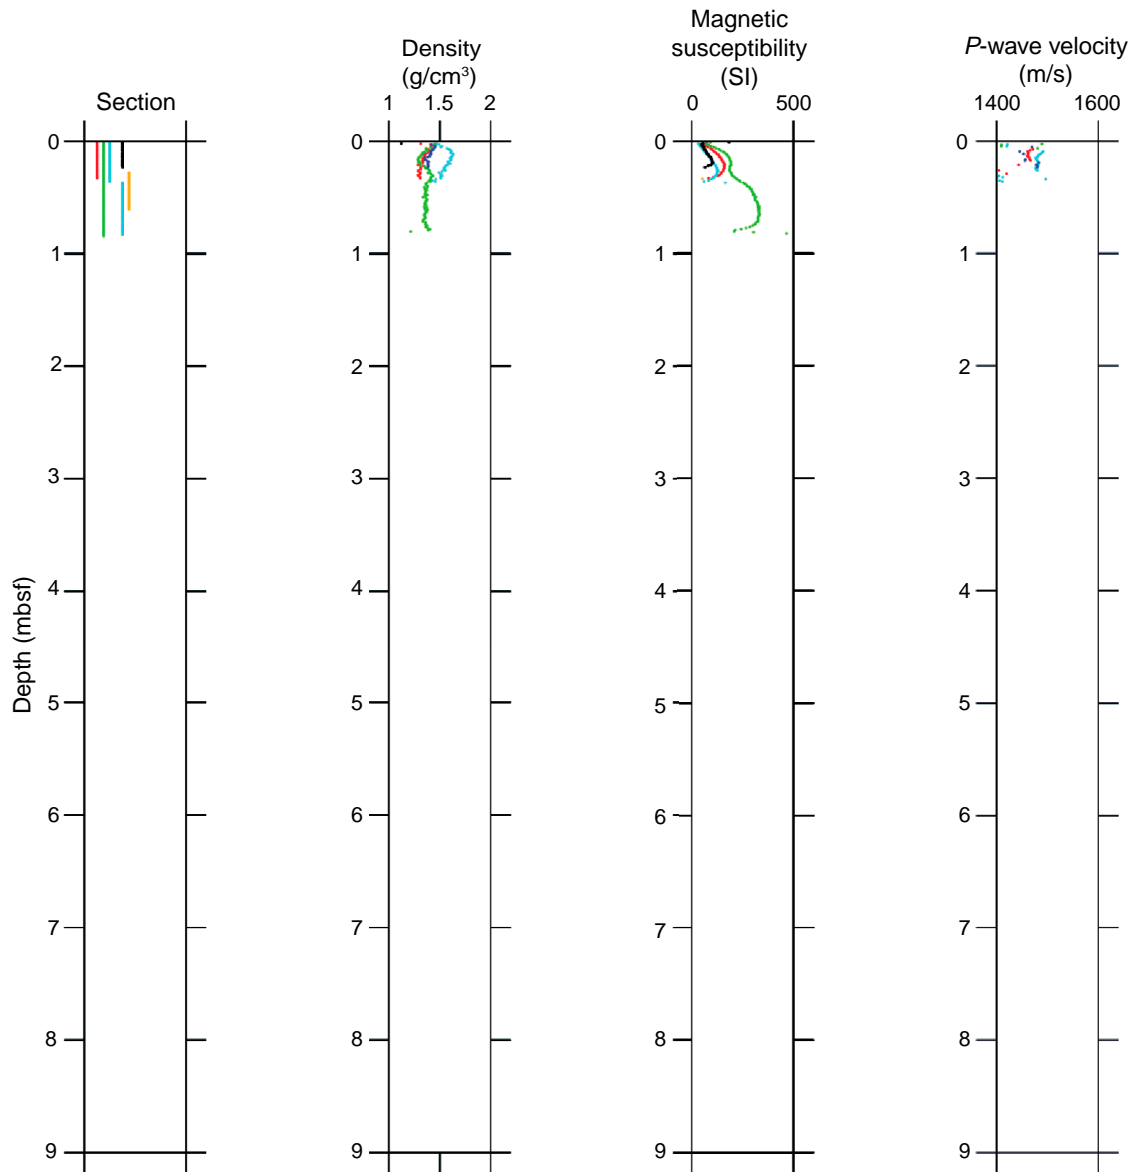 Section
Density
(g/cm³)
1 1.5 2
Magnetic
susceptibility
(SI)
0 500
P-wave velocity
(m/s)
1400 1600
Depth (mbsf)
0 0 0 0
1 1 1 1
2 2 2 2
3 3 3 3
4 4 4 4
5 5 5 5
6 6 6 6
7 7 7 7
8 8 8 8
9 9 9 9